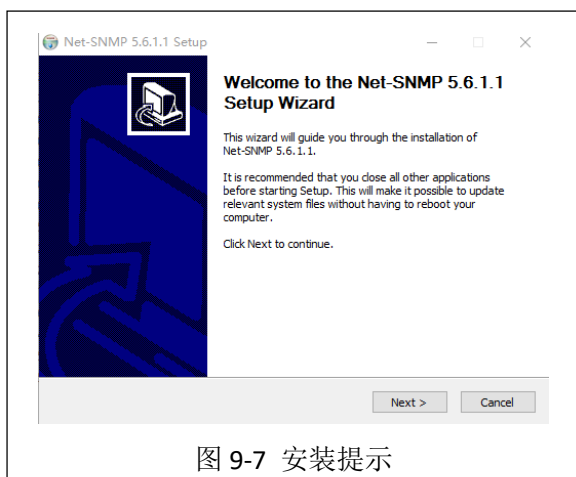 Net-SNMP 5.6.1.1 Setup
Welcome to the Net-SNMP 5.6.1.1
Setup Wizard
This wizard will guide you through the installation of
Net-SNMP 5.6.1.1.
It is recommended that you close all other applications
before starting Setup. This will make it possible to update
relevant system files without having to reboot your
computer.
Click Next to continue.
Next >
Cancel
图 9-7 安装提示